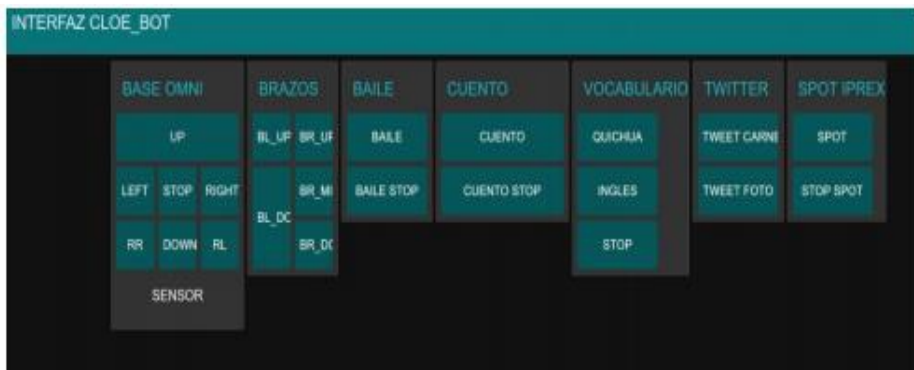 INTERFAZ CLOE_BOT
BASE OMNI
UP
LEFT STOP RIGHT
RR DOWN RL
SENSOR
BRAZOS
BL_UP BR_UP
BL_DO BR_MI
BR_DO
BAILE
BAILE
BAILE STOP
CUENTO
CUENTO
CUENTO STOP
VOCABULARIO
QUICHUA
INGLES
STOP
TWITTER
TWEET CARNE
TWEET FOTO
SPOT IPREX
SPOT
STOP SPOT